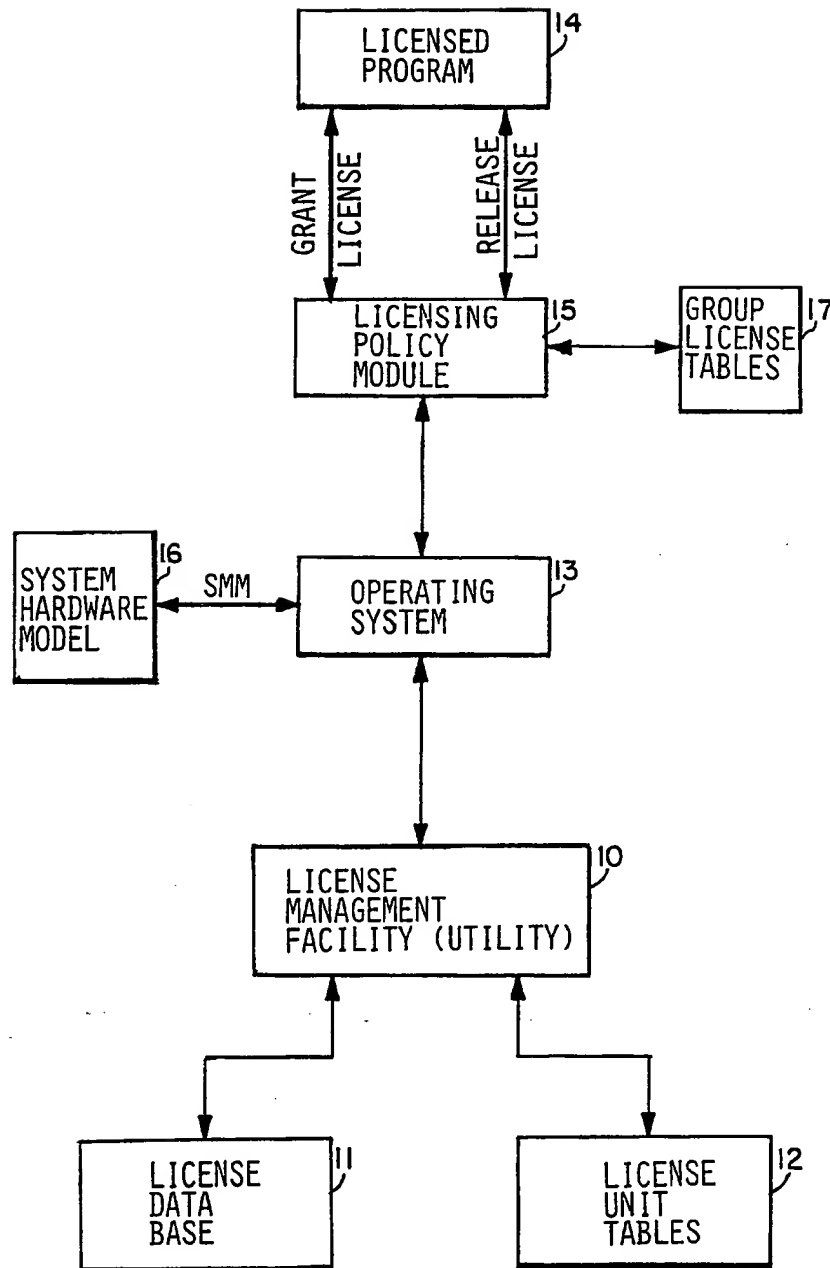 14
LICENSED
PROGRAM
GRANT
LICENSE
RELEASE
LICENSE
15
LICENSING
POLICY
MODULE
17
GROUP
LICENSE
TABLES
16
SYSTEM
HARDWARE
MODEL
SMM
13
OPERATING
SYSTEM
10
LICENSE
MANAGEMENT
FACILITY (UTILITY)
11
LICENSE
DATA
BASE
12
LICENSE
UNIT
TABLES